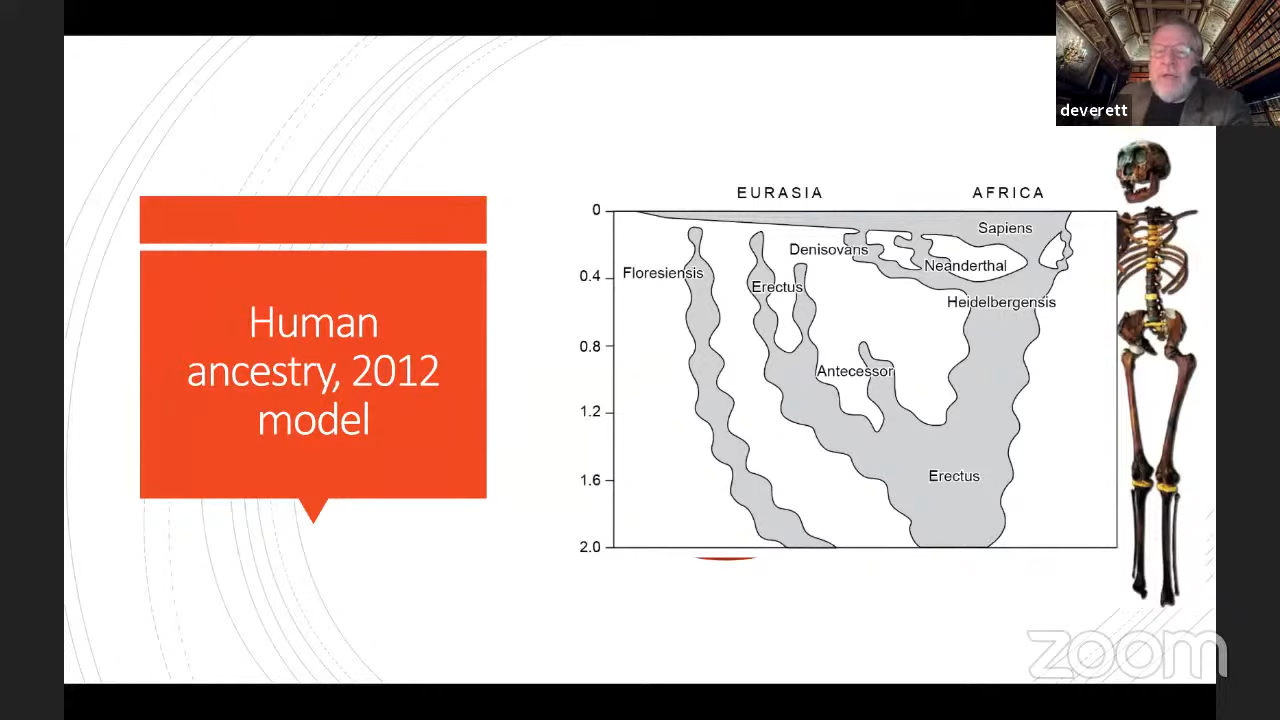 deverett
Human
ancestry, 2012
model
EURASIA AFRICA
0
Sapiens
Denisovans
Neanderthal
Floresiensis
0.4
Erectus
Heidelbergensis
0.8
Antecessor
1.2
Erectus
1.6
2.0
zoom